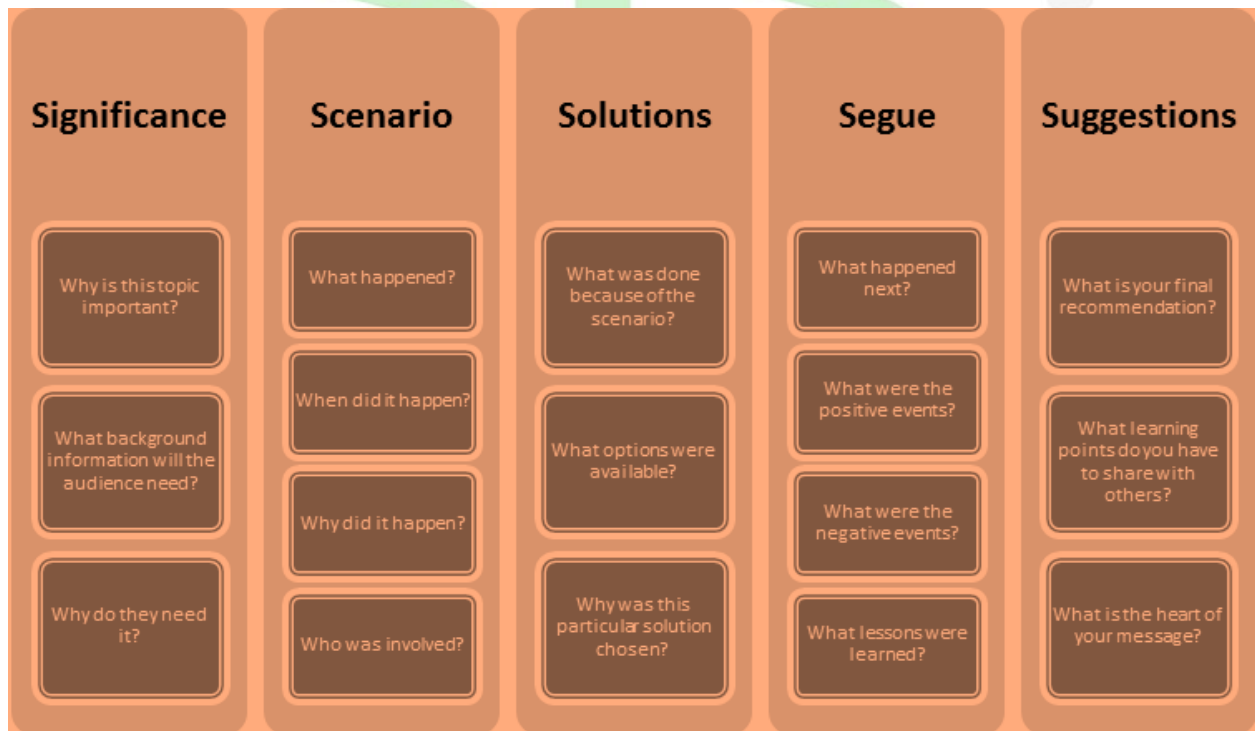 Significance
Why is this topic
important?
What background
information will the
audience need?
Why do they need
it?
Scenario
What happened?
When did it happen?
Why did it happen?
Who was involved?
Solutions
What was done
because of the
scenario?
What options were
available?
Why was this
particular solution
chosen?
Segue
What happened
next?
What were the
positive events?
What were the
negative events?
What lessons were
learned?
Suggestions
What is your final
recommendation?
What learning
points do you have
to share with
others?
What is the heart of
your message?